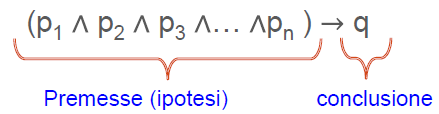 (p₁ ∧ p₂ ∧ p₃ ∧… ∧pₙ ) → q
Premesse (ipotesi) conclusione